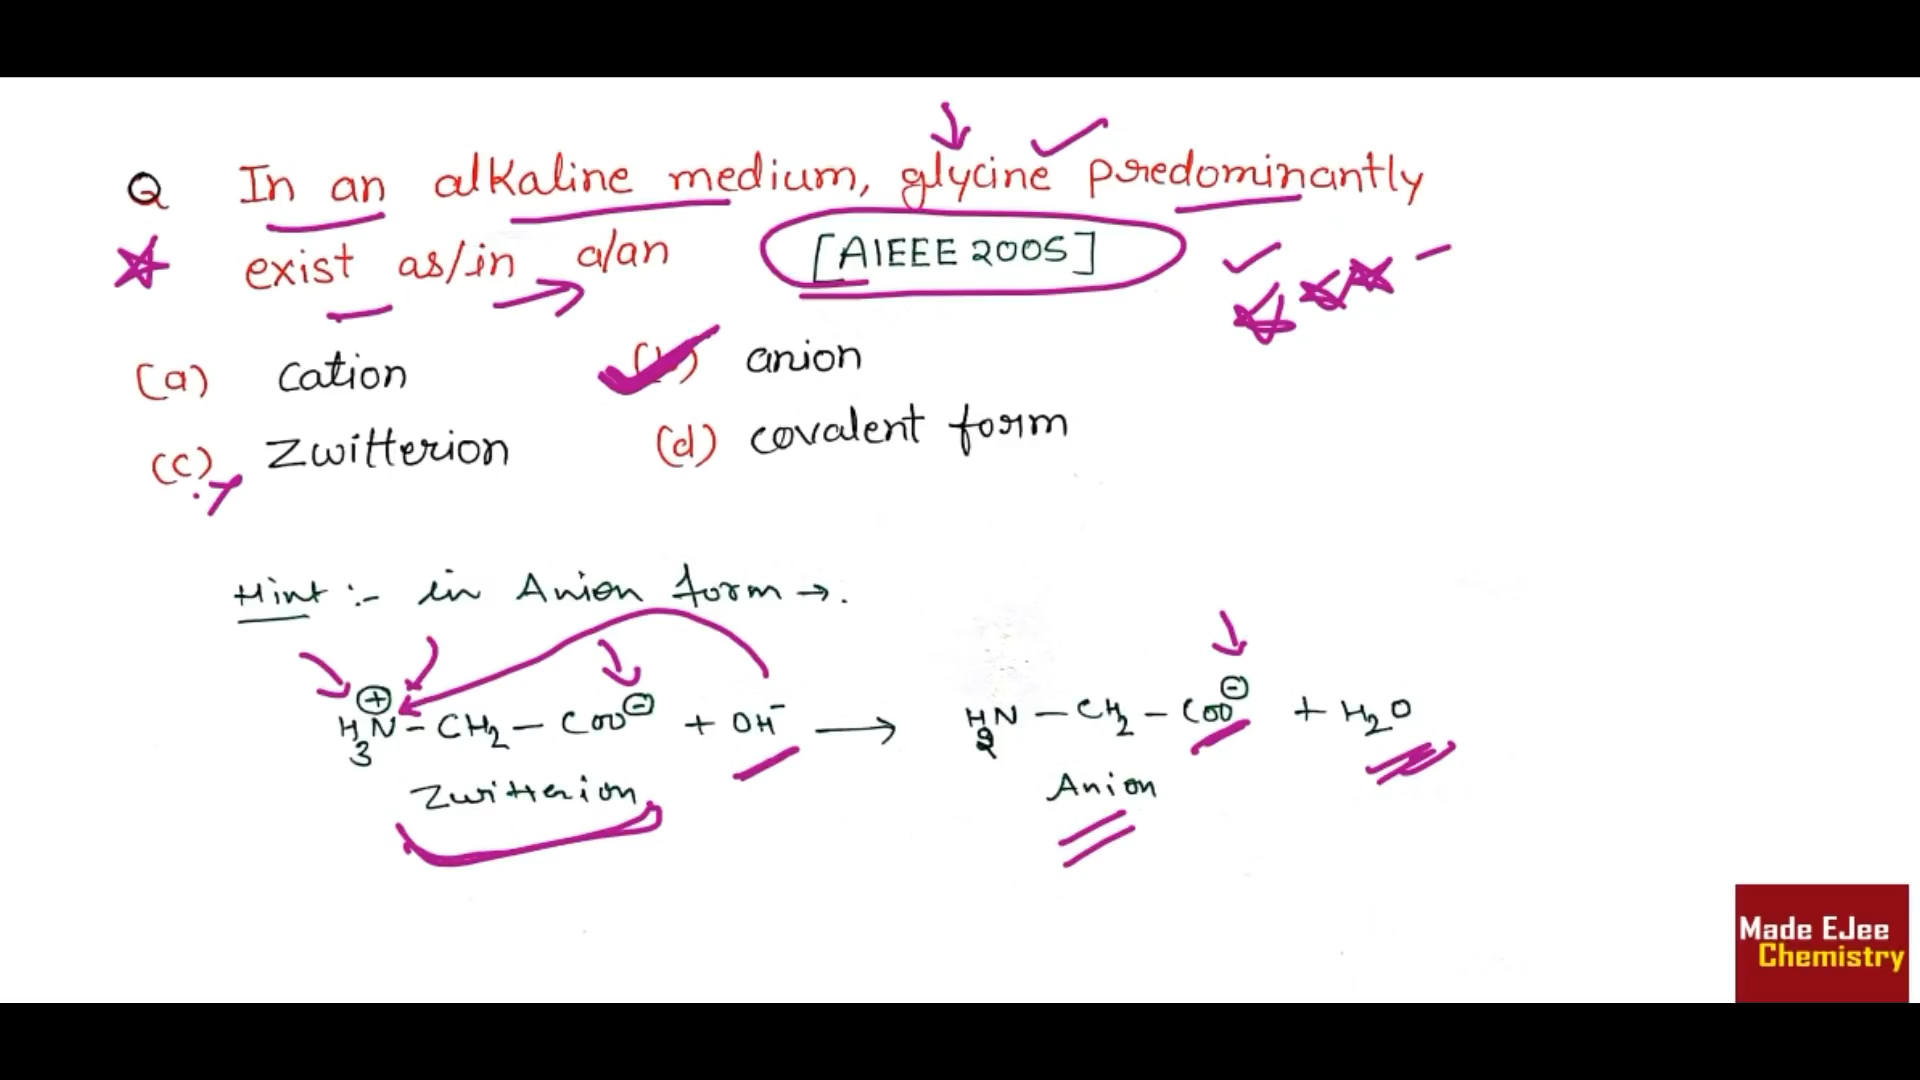 Q In an alkaline medium, glycine predominantly
exist as/in a/an [AIEEE 2005]
(a) cation (b) anion
(c) Zwitterion (d) covalent form
Hint :- in Anion form →.
H₃N⊕ - CH₂ - COO⊖ + OH⁻ ⟶ H₂N - CH₂ - COO⊖ + H₂O
Zwitterion Anion
Made EJee
Chemistry